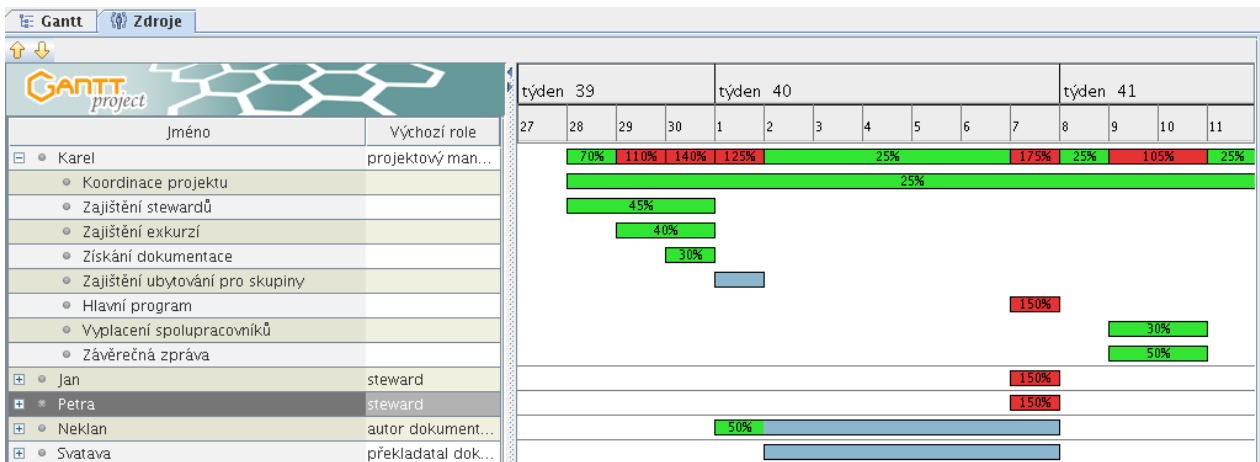 Gantt Zdroje
GANTT project
týden 39 týden 40 týden 41
Jméno Výchozí role 27 28 29 30 1 2 3 4 5 6 7 8 9 10 11
Karel projektový man... 70% 110% 140% 125% 25% 175% 25% 105% 25%
Koordinace projektu 25%
Zajištění stewardů 45%
Zajištění exkurzí 40%
Získání dokumentace 30%
Zajištění ubytování pro skupiny
Hlavní program 150%
Vyplacení spolupracovníků 30%
Závěrečná zpráva 50%
Jan steward 150%
Petra steward 150%
Neklan autor dokument... 50%
Svatava překladatal dok...